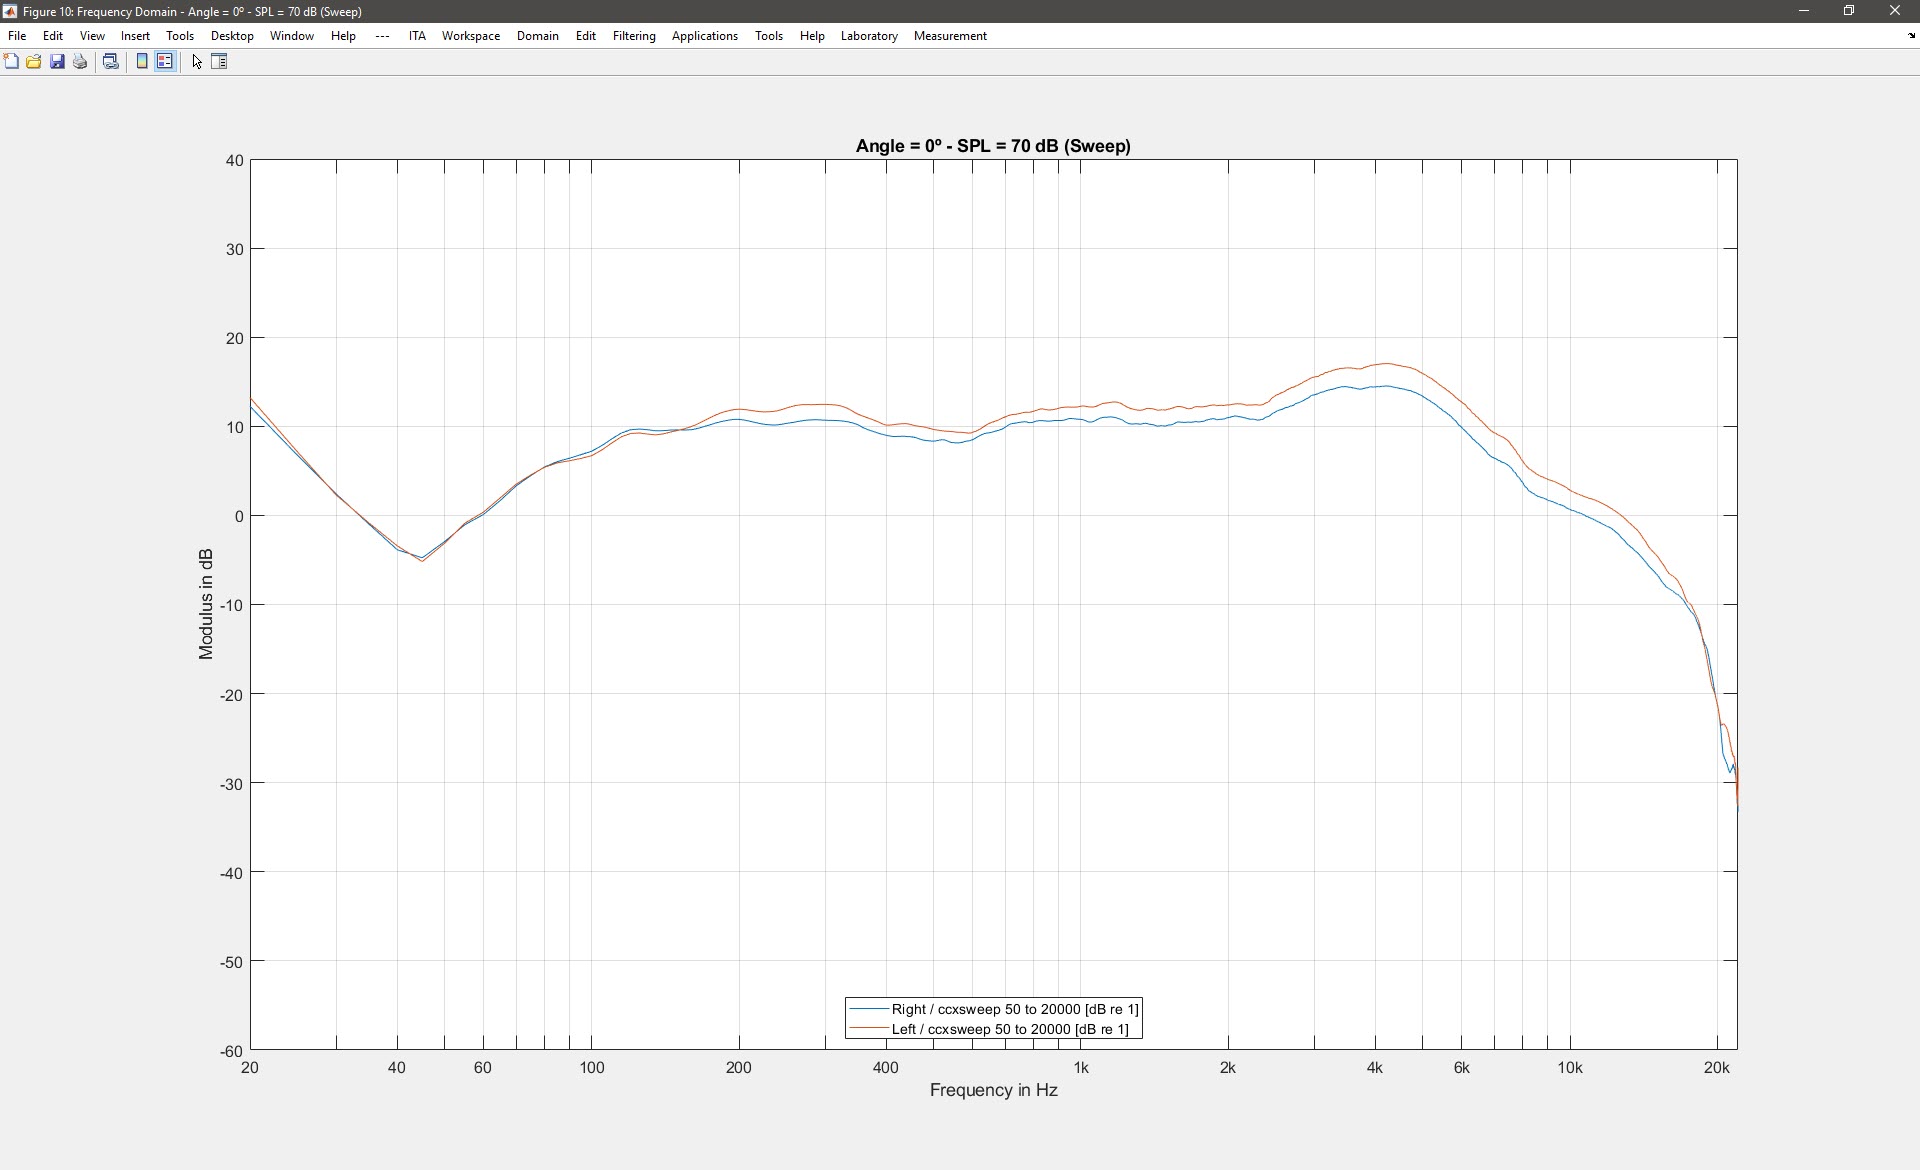 Figure 10: Frequency Domain - Angle = 0º - SPL = 70 dB (Sweep)
File Edit View Insert Tools Desktop Window Help --- ITA Workspace Domain Edit Filtering Applications Tools Help Laboratory Measurement
Angle = 0º - SPL = 70 dB (Sweep)
40
30
20
10
0
-10
-20
-30
-40
-50
-60
Modulus in dB
Right / ccxsweep 50 to 20000 [dB re 1]
Left / ccxsweep 50 to 20000 [dB re 1]
20 40 60 100 200 400 1k 2k 4k 6k 10k 20k
Frequency in Hz